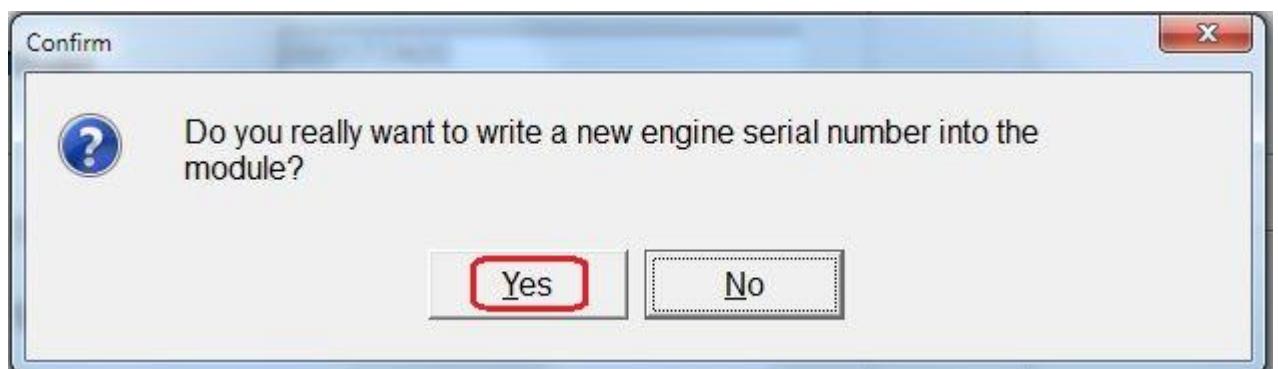 Confirm
Do you really want to write a new engine serial number into the
module?
Yes
No